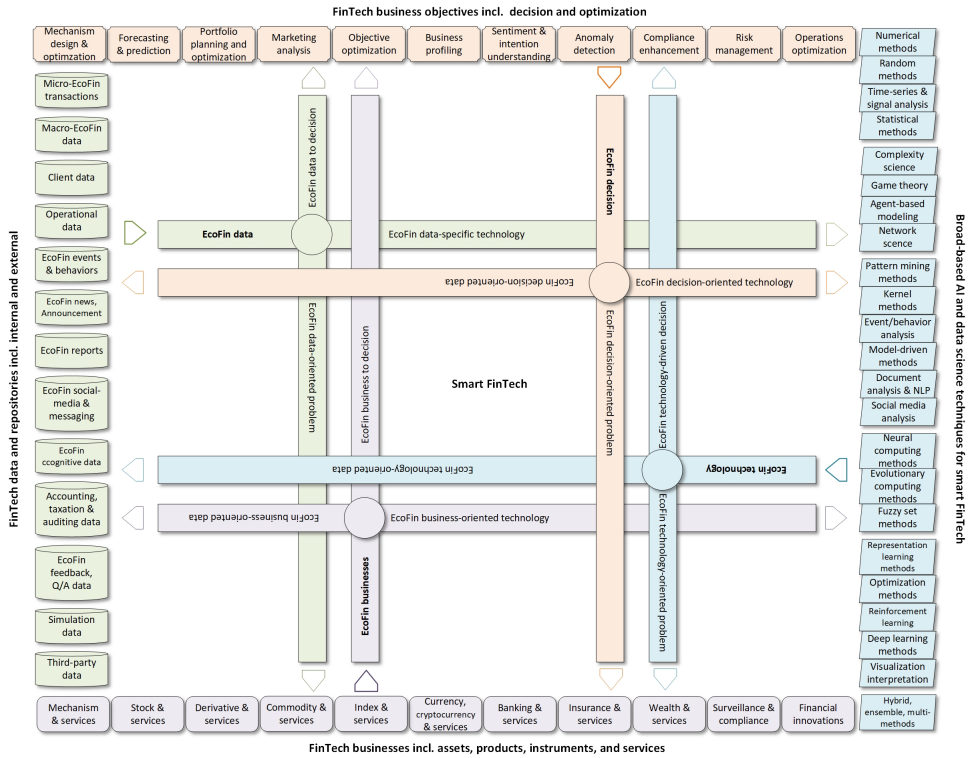 FinTech business objectives incl. decision and optimization
Mechanism
design &
optimzation
Forecasting
& prediction
Portfolio
planning and
optimization
Marketing
analysis
Objective
optimization
Business
profiling
Sentiment &
intention
understanding
Anomaly
detection
Compliance
enhancement
Risk
management
Operations
optimization
FinTech data and repositories incl. internal and external
Micro-EcoFin
transactions
Macro-EcoFin
data
Client data
Operational
data
EcoFin events
& behaviors
EcoFin news,
Announcement
EcoFin reports
EcoFin social-
media &
messaging
EcoFin
ccognitive data
Accounting,
taxation &
auditing data
EcoFin
feedback,
Q/A data
Simulation
data
Third-party
data
EcoFin data to decision
EcoFin data-oriented problem
EcoFin business to decision
EcoFin businesses
EcoFin decision
EcoFin decision-oriented problem
EcoFin technology-driven decision
EcoFin technology-oriented problem
EcoFin data
EcoFin data-specific technology
EcoFin decision-oriented data
EcoFin decision-oriented technology
Smart FinTech
EcoFin technology-oriented data
EcoFin technology
EcoFin business-oriented data
EcoFin business-oriented technology
Numerical
methods
Random
methods
Time-series &
signal analysis
Statistical
methods
Complexity
science
Game theory
Agent-based
modeling
Network
scence
Pattern mining
methods
Kernel
methods
Event/behavior
analysis
Model-driven
methods
Document
analysis & NLP
Social media
analysis
Neural
computing
methods
Evolutionary
computing
methods
Fuzzy set
methods
Representation
learning
methods
Optimization
methods
Reinforcement
learning
Deep learning
methods
Visualization
interpretation
Hybrid,
ensemble, multi-
methods
Broad-based AI and data science techniques for smart FinTech
Mechanism
& services
Stock &
services
Derivative &
services
Commodity &
services
Index &
services
Currency,
cryptocurrency
& services
Banking &
services
Insurance &
services
Wealth &
services
Surveillance &
compliance
Financial
innovations
FinTech businesses incl. assets, products, instruments, and services